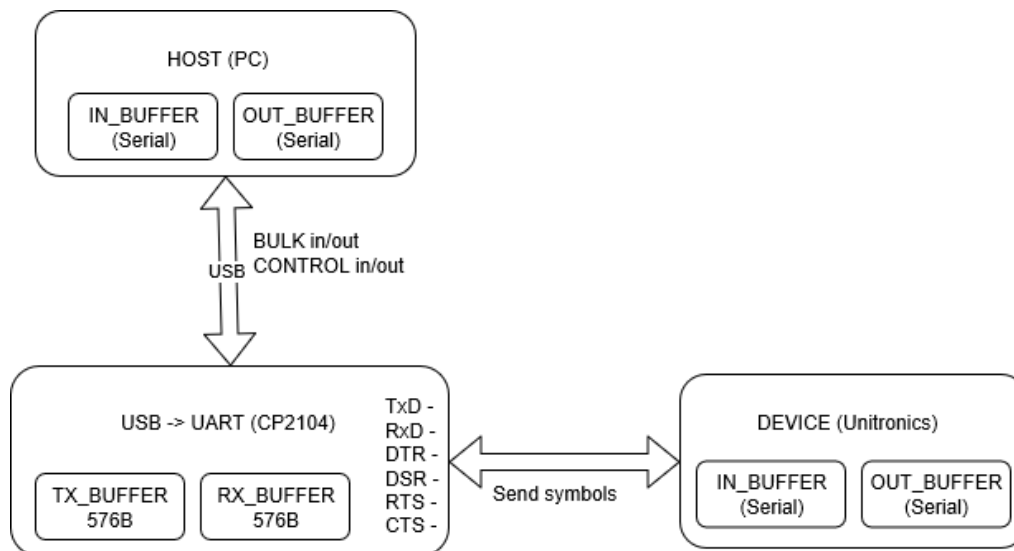 HOST (PC)
IN_BUFFER
(Serial)
OUT_BUFFER
(Serial)
BULK in/out
CONTROL in/out
USB
USB -> UART (CP2104)
TX_BUFFER
576B
RX_BUFFER
576B
TxD -
RxD -
DTR -
DSR -
RTS -
CTS -
Send symbols
DEVICE (Unitronics)
IN_BUFFER
(Serial)
OUT_BUFFER
(Serial)